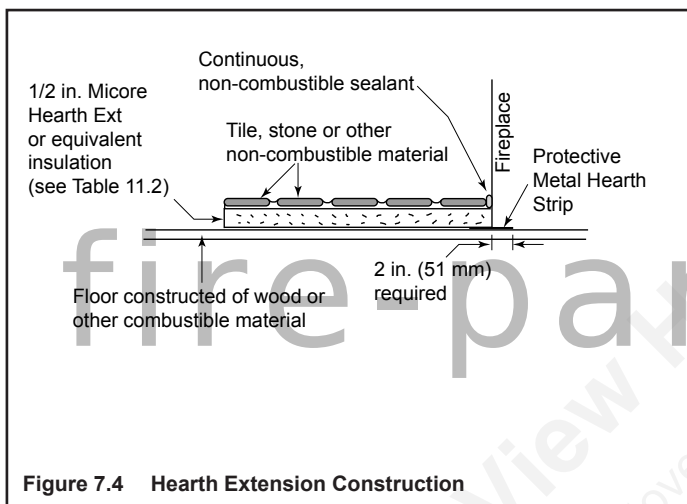 Continuous,
non-combustible sealant
1/2 in. Micore
Hearth Ext
or equivalent
insulation
(see Table 11.2)
Tile, stone or other
non-combustible material
Fireplace
Protective
Metal Hearth
Strip
2 in. (51 mm)
required
Floor constructed of wood or
other combustible material
fire-par
View H
Figure 7.4 Hearth Extension Construction